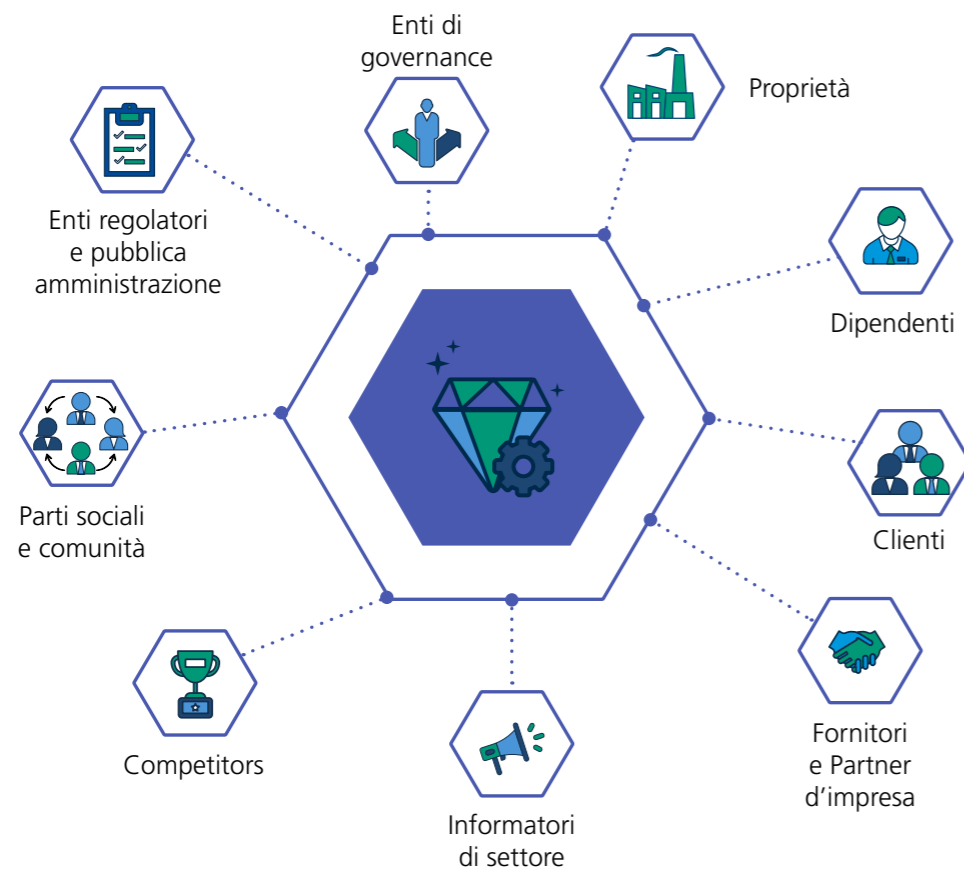 Enti di
governance
Proprietà
Enti regolatori
e pubblica
amministrazione
Dipendenti
Parti sociali
e comunità
Clienti
Competitors
Fornitori
e Partner
d’impresa
Informatori
di settore